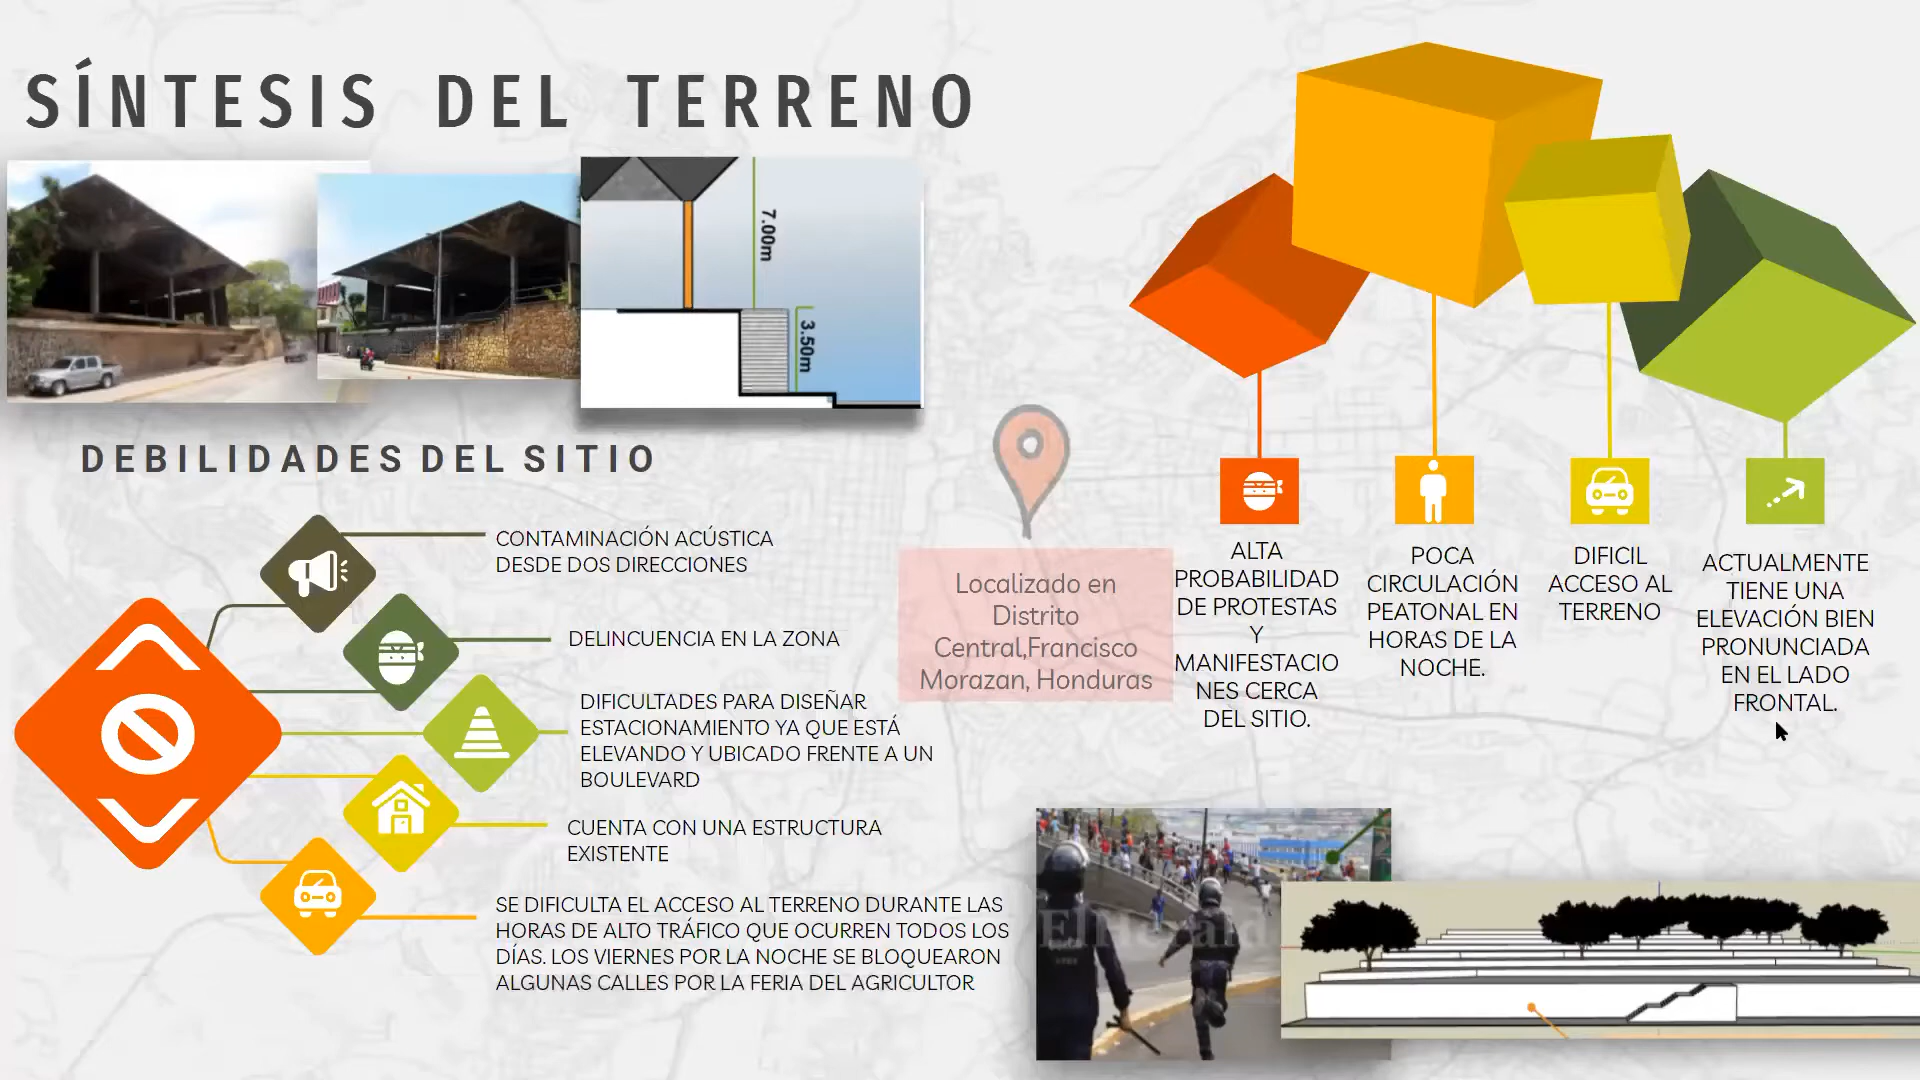 SÍNTESIS DEL TERRENO
7.00m
3.50m
DEBILIDADES DEL SITIO
CONTAMINACIÓN ACÚSTICA
DESDE DOS DIRECCIONES
DELINCUENCIA EN LA ZONA
DIFICULTADES PARA DISEÑAR
ESTACIONAMIENTO YA QUE ESTÁ
ELEVANDO Y UBICADO FRENTE A UN
BOULEVARD
CUENTA CON UNA ESTRUCTURA
EXISTENTE
SE DIFICULTA EL ACCESO AL TERRENO DURANTE LAS
HORAS DE ALTO TRÁFICO QUE OCURREN TODOS LOS
DÍAS. LOS VIERNES POR LA NOCHE SE BLOQUEARON
ALGUNAS CALLES POR LA FERIA DEL AGRICULTOR
Localizado en
Distrito
Central,Francisco
Morazan, Honduras
ALTA
PROBABILIDAD
DE PROTESTAS
Y
MANIFESTACIO
NES CERCA
DEL SITIO.
POCA
CIRCULACIÓN
PEATONAL EN
HORAS DE LA
NOCHE.
DIFICIL
ACCESO AL
TERRENO
ACTUALMENTE
TIENE UNA
ELEVACIÓN BIEN
PRONUNCIADA
EN EL LADO
FRONTAL.
El Heraldo